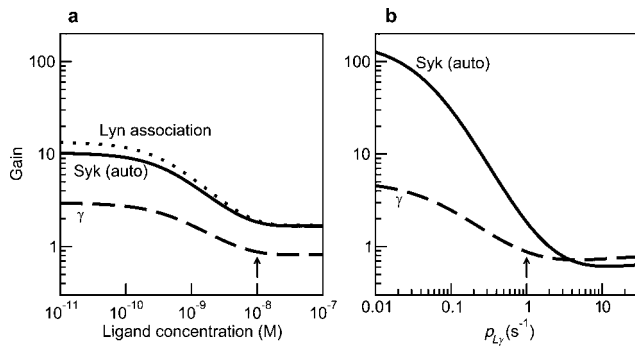 a
b
Gain
100
10
1
Lyn association
Syk (auto)
γ
10⁻¹¹
10⁻¹⁰
10⁻⁹
10⁻⁸
10⁻⁷
Ligand concentration (M)
100
10
1
Syk (auto)
γ
0.01
0.1
1
10
pLγ(s⁻¹)